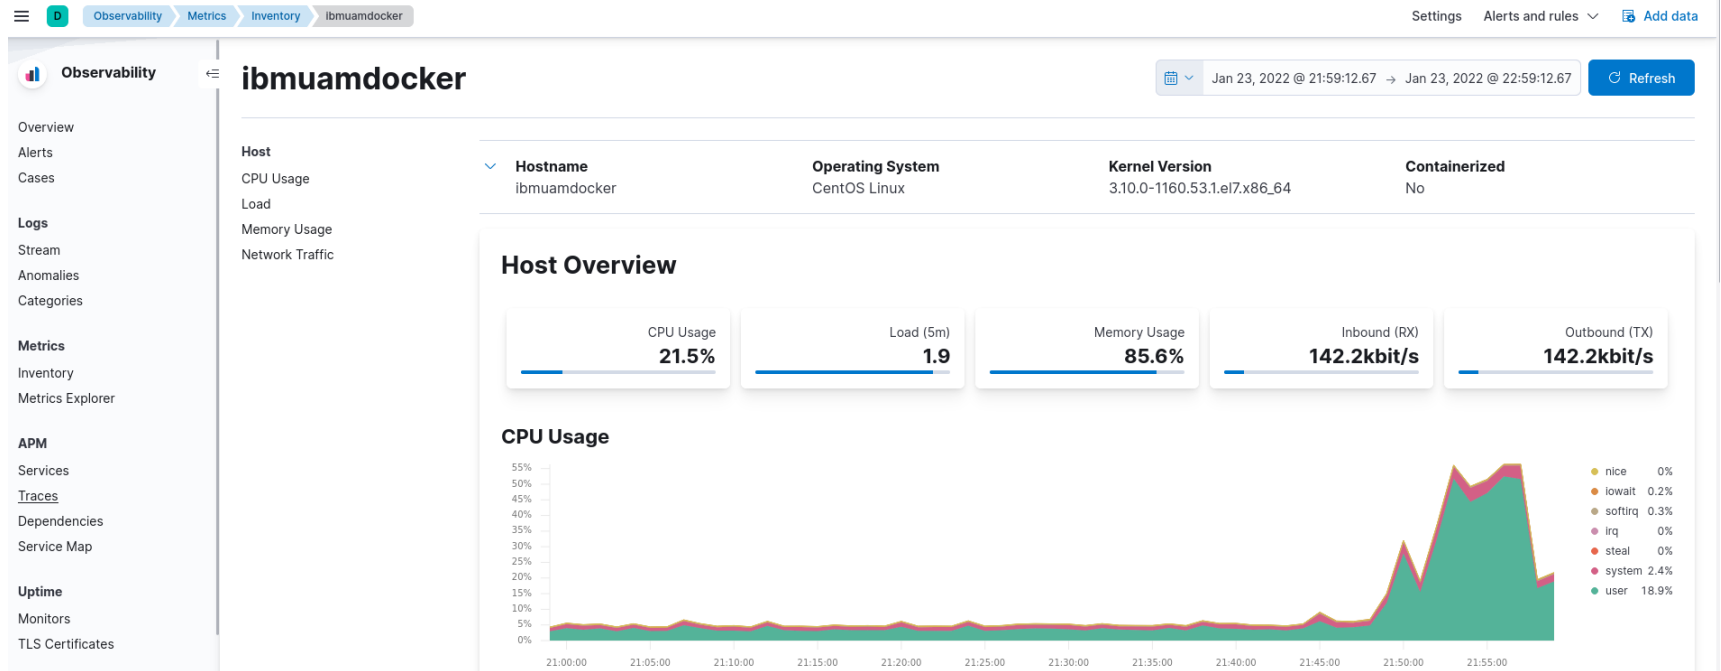 D Observability Metrics Inventory ibmuamdocker Settings Alerts and rules Add data
Observability
ibmuamdocker
Jan 23, 2022 @ 21:59:12.67 → Jan 23, 2022 @ 22:59:12.67 Refresh
Overview
Alerts
Cases
Logs
Stream
Anomalies
Categories
Metrics
Inventory
Metrics Explorer
APM
Services
Traces
Dependencies
Service Map
Uptime
Monitors
TLS Certificates
Host
CPU Usage
Load
Memory Usage
Network Traffic
Hostname Operating System Kernel Version Containerized
ibmuamdocker CentOS Linux 3.10.0-1160.53.1.el7.x86_64 No
Host Overview
CPU Usage Load (5m) Memory Usage Inbound (RX) Outbound (TX)
21.5% 1.9 85.6% 142.2kbit/s 142.2kbit/s
CPU Usage
55%
50%
45%
40%
35%
30%
25%
20%
15%
10%
5%
0%
21:00:00 21:05:00 21:10:00 21:15:00 21:20:00 21:25:00 21:30:00 21:35:00 21:40:00 21:45:00 21:50:00 21:55:00
nice 0%
iowait 0.2%
softirq 0.3%
irq 0%
steal 0%
system 2.4%
user 18.9%